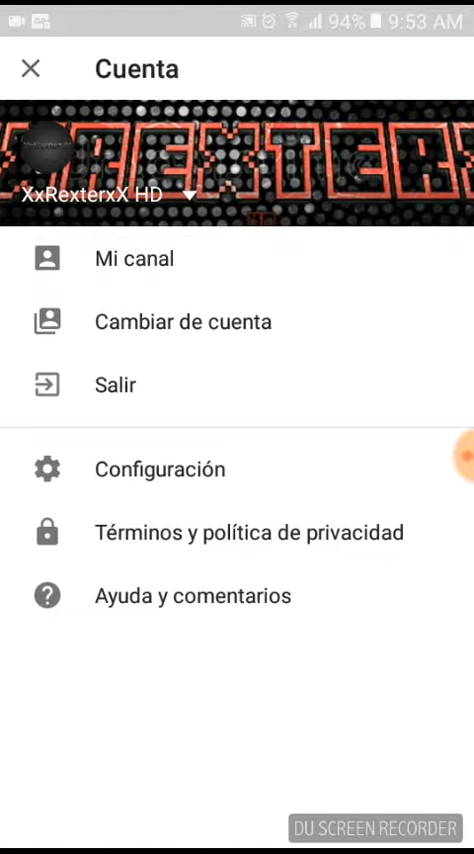 94% 9:53 AM
Cuenta
XxRexterxX HD
Mi canal
Cambiar de cuenta
Salir
Configuración
Términos y política de privacidad
Ayuda y comentarios
DU SCREEN RECORDER